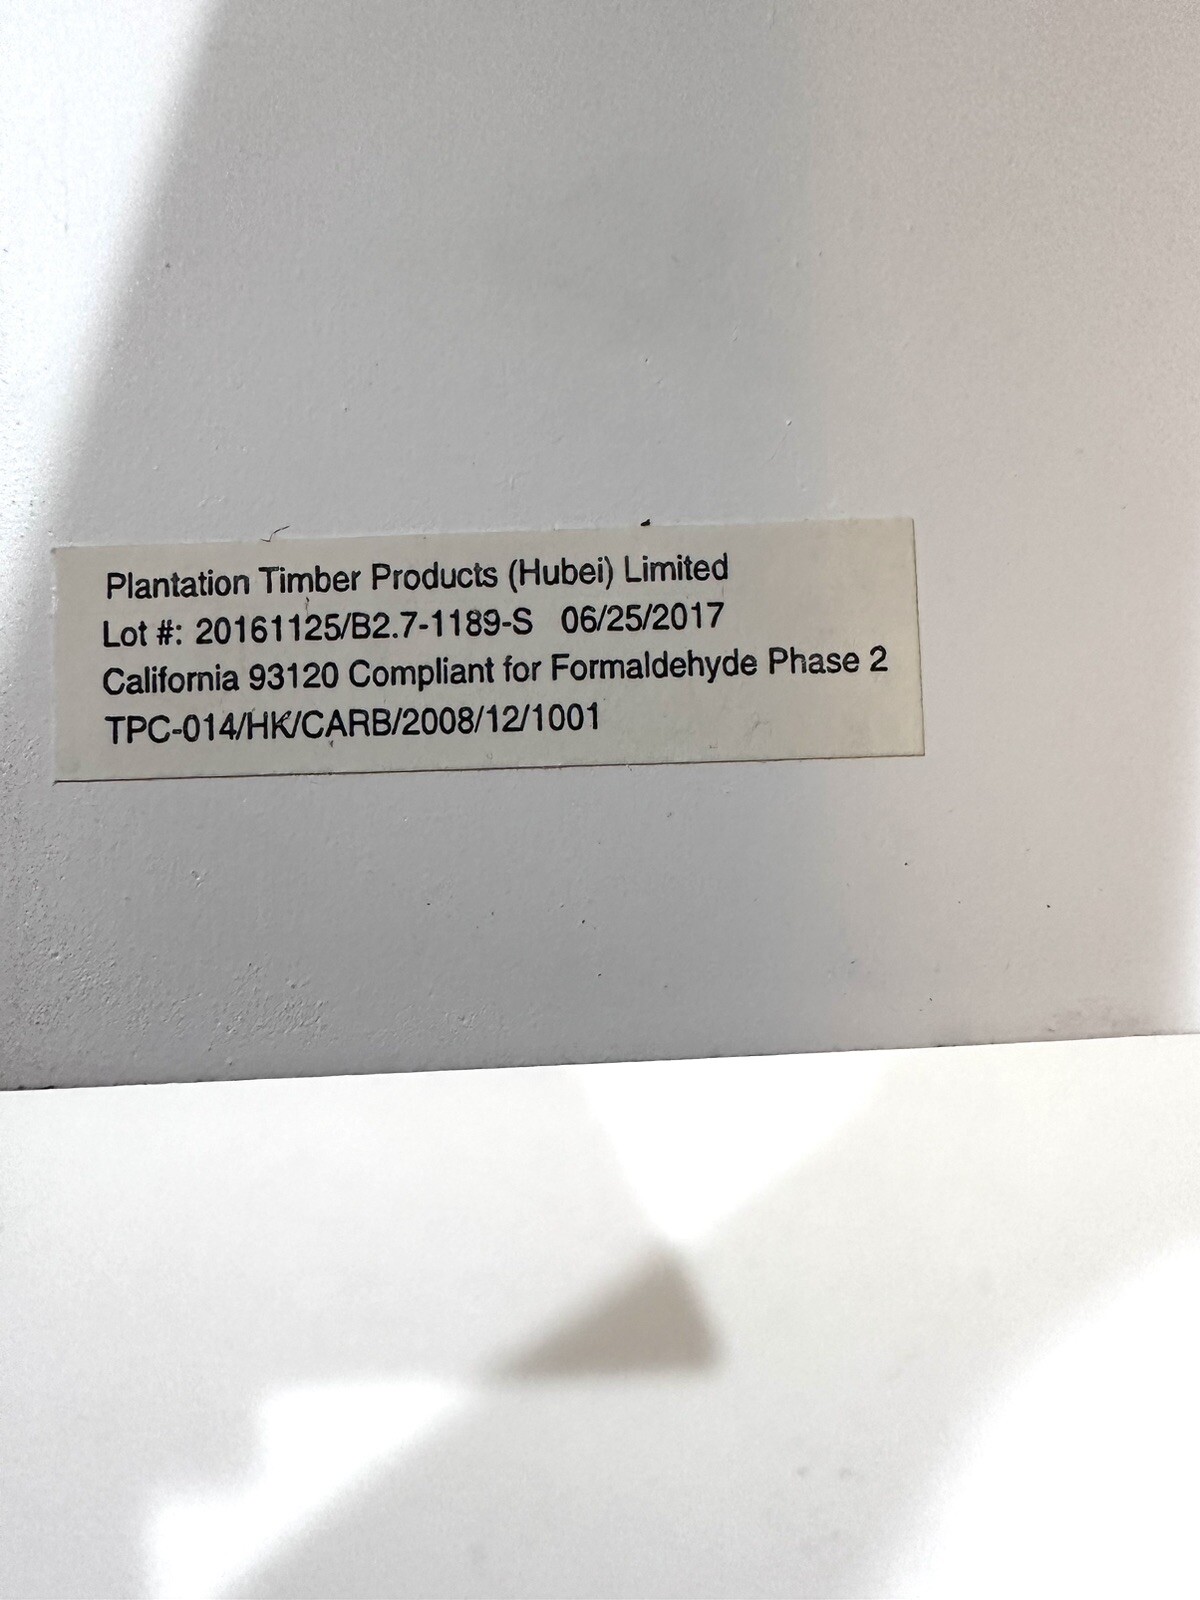 Plantation Timber Products (Hubei) Limited
Lot #: 20161125/B2.7-1189-S 06/25/2017
California 93120 Compliant for Formaldehyde Phase 2
TPC-014/HK/CARB/2008/12/1001